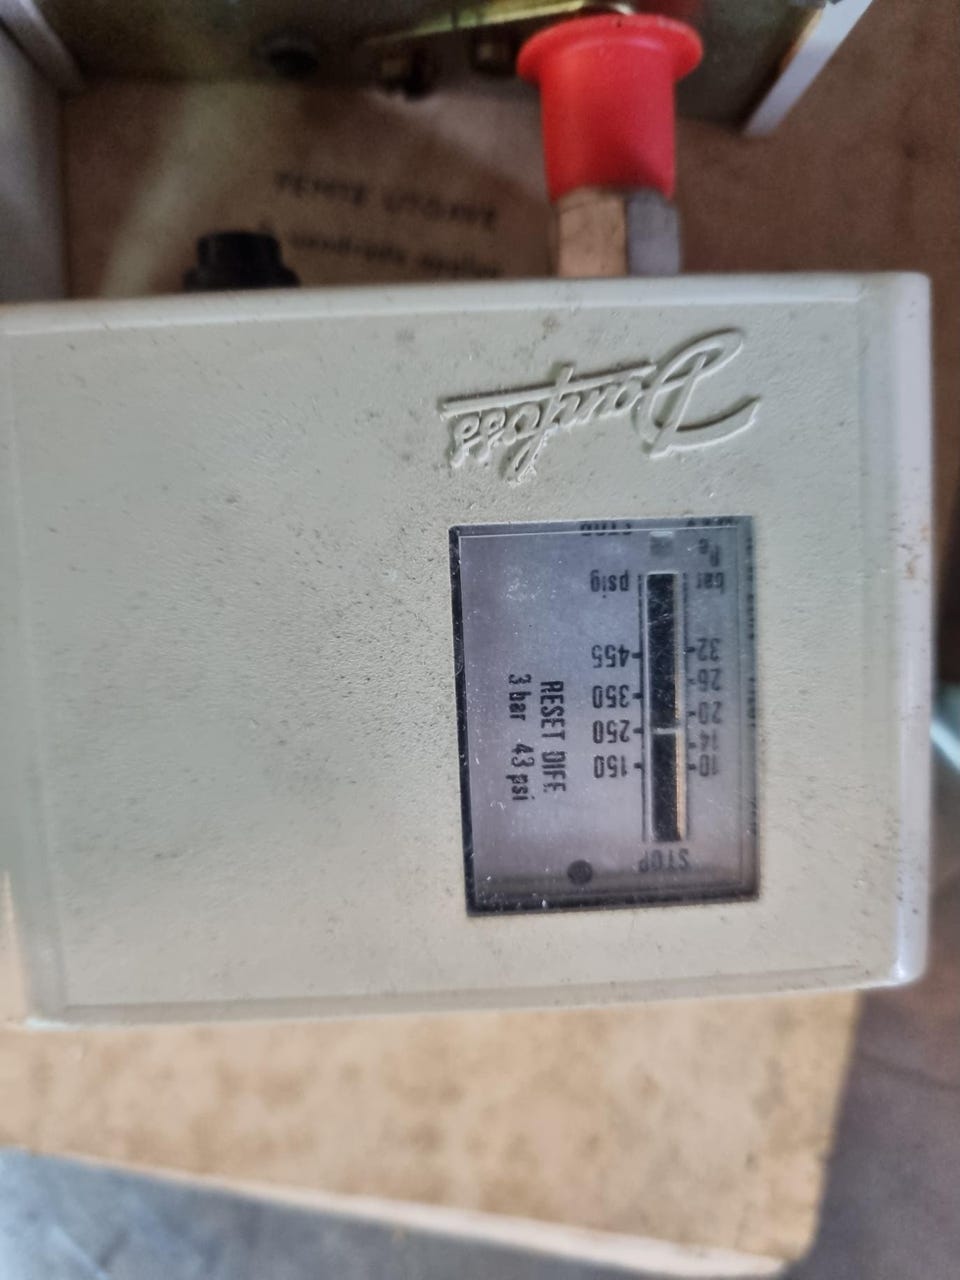 STOP
10 150
14
20 250
26 350
32 455
bar psig
RESET DIFF.
3 bar 43 psi
Danfoss